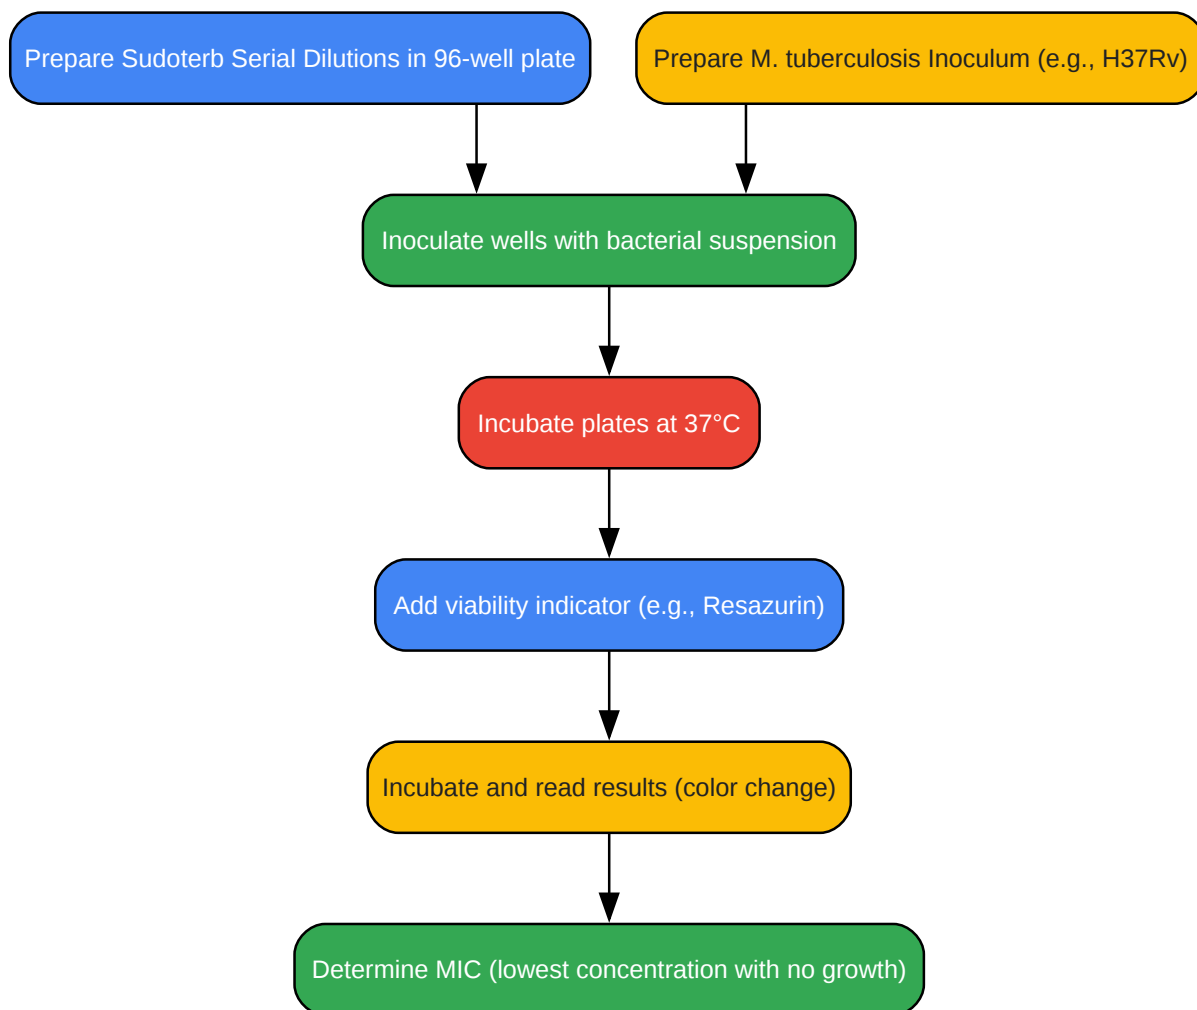 Prepare Sudoterb Serial Dilutions in 96-well plate
Prepare M. tuberculosis Inoculum (e.g., H37Rv)
Inoculate wells with bacterial suspension
Incubate plates at 37°C
Add viability indicator (e.g., Resazurin)
Incubate and read results (color change)
Determine MIC (lowest concentration with no growth)